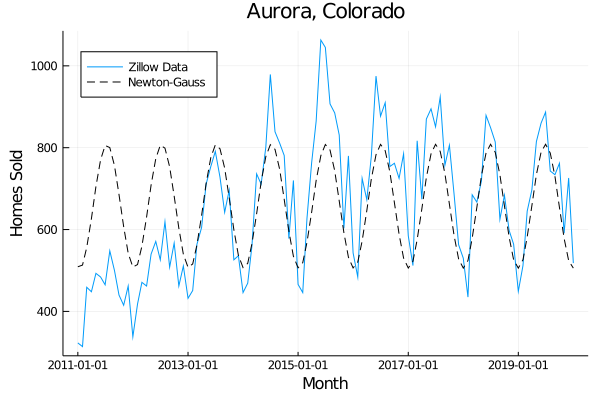 Aurora, Colorado
Zillow Data
Newton-Gauss
1000
800
600
400
Homes Sold
2011-01-01 2013-01-01 2015-01-01 2017-01-01 2019-01-01
Month